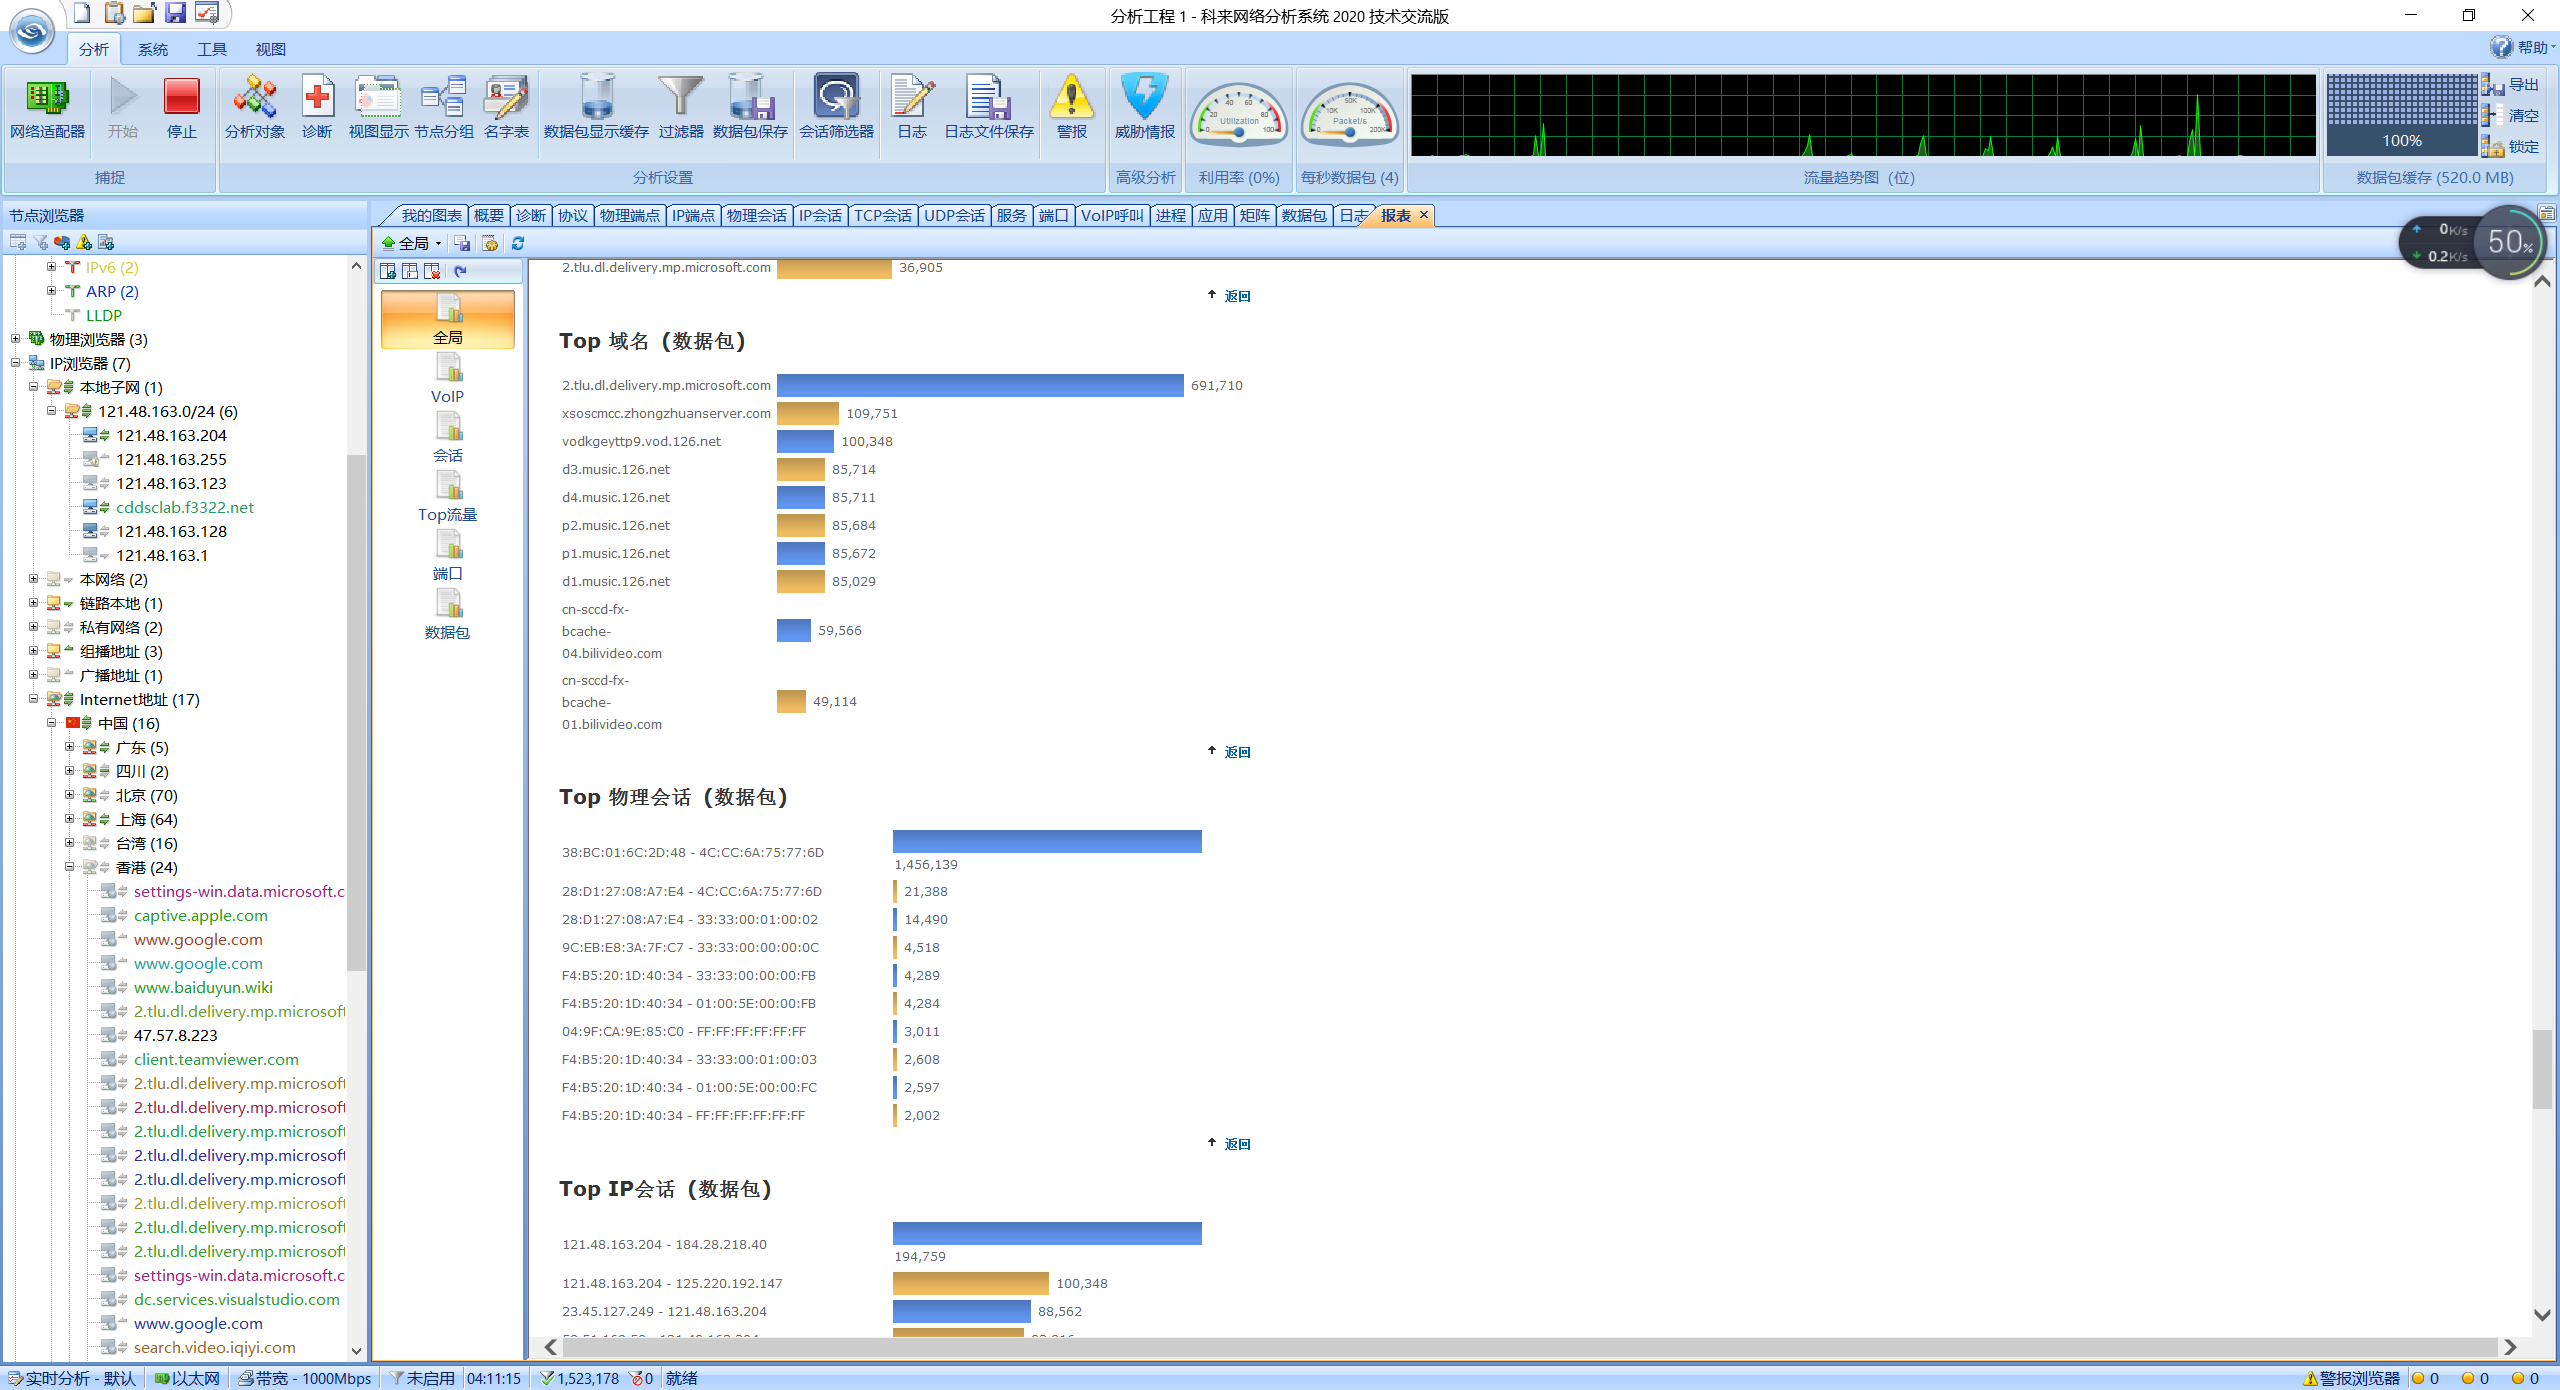 分析工程 1 - 科来网络分析系统 2020 技术交流版
分析 系统 工具 视图
帮助
网络适配器 开始 停止 分析对象 诊断 视图显示 节点分组 名字表 数据包显示缓存 过滤器 数据包保存 会话筛选器 日志 日志文件保存 警报 威胁情报
导出
清空
锁定
100%
捕捉 分析设置 高级分析 利用率 (0%) 每秒数据包 (4) 流量趋势图（位） 数据包缓存 (520.0 MB)
Utilization
Packet/s
0 20 40 60 80 100
0 10K 50K 100K 200K
节点浏览器
我的图表 概要 诊断 协议 物理端点 IP端点 物理会话 IP会话 TCP会话 UDP会话 服务 端口 VoIP呼叫 进程 应用 矩阵 数据包 日志 报表
0K/s
0.2K/s
50%
全局
IPv6 (2)
ARP (2)
LLDP
物理浏览器 (3)
IP浏览器 (7)
本地子网 (1)
121.48.163.0/24 (6)
121.48.163.204
121.48.163.255
121.48.163.123
cddsclab.f3322.net
121.48.163.128
121.48.163.1
本网络 (2)
链路本地 (1)
私有网络 (2)
组播地址 (3)
广播地址 (1)
Internet地址 (17)
中国 (16)
广东 (5)
四川 (2)
北京 (70)
上海 (64)
台湾 (16)
香港 (24)
settings-win.data.microsoft.c
captive.apple.com
www.google.com
www.google.com
www.baiduyun.wiki
2.tlu.dl.delivery.mp.microsoft
47.57.8.223
client.teamviewer.com
2.tlu.dl.delivery.mp.microsoft
2.tlu.dl.delivery.mp.microsoft
2.tlu.dl.delivery.mp.microsoft
2.tlu.dl.delivery.mp.microsoft
2.tlu.dl.delivery.mp.microsoft
2.tlu.dl.delivery.mp.microsoft
2.tlu.dl.delivery.mp.microsoft
2.tlu.dl.delivery.mp.microsoft
settings-win.data.microsoft.c
dc.services.visualstudio.com
www.google.com
search.video.iqiyi.com
全局
VoIP
会话
Top流量
端口
数据包
2.tlu.dl.delivery.mp.microsoft.com 36,905
返回
Top 域名（数据包）
2.tlu.dl.delivery.mp.microsoft.com 691,710
xsoscmcc.zhongzhuanserver.com 109,751
vodkgeyttp9.vod.126.net 100,348
d3.music.126.net 85,714
d4.music.126.net 85,711
p2.music.126.net 85,684
p1.music.126.net 85,672
d1.music.126.net 85,029
cn-sccd-fx-
bcache- 59,566
04.bilivideo.com
cn-sccd-fx-
bcache- 49,114
01.bilivideo.com
返回
Top 物理会话（数据包）
38:BC:01:6C:2D:48 - 4C:CC:6A:75:77:6D
1,456,139
28:D1:27:08:A7:E4 - 4C:CC:6A:75:77:6D 21,388
28:D1:27:08:A7:E4 - 33:33:00:01:00:02 14,490
9C:EB:E8:3A:7F:C7 - 33:33:00:00:00:0C 4,518
F4:B5:20:1D:40:34 - 33:33:00:00:00:FB 4,289
F4:B5:20:1D:40:34 - 01:00:5E:00:00:FB 4,284
04:9F:CA:9E:85:C0 - FF:FF:FF:FF:FF:FF 3,011
F4:B5:20:1D:40:34 - 33:33:00:01:00:03 2,608
F4:B5:20:1D:40:34 - 01:00:5E:00:00:FC 2,597
F4:B5:20:1D:40:34 - FF:FF:FF:FF:FF:FF 2,002
返回
Top IP会话（数据包）
121.48.163.204 - 184.28.218.40
194,759
121.48.163.204 - 125.220.192.147 100,348
23.45.127.249 - 121.48.163.204 88,562
实时分析 - 默认 以太网 带宽 - 1000Mbps 未启用 04:11:15 1,523,178 0 就绪 警报浏览器 0 0 0